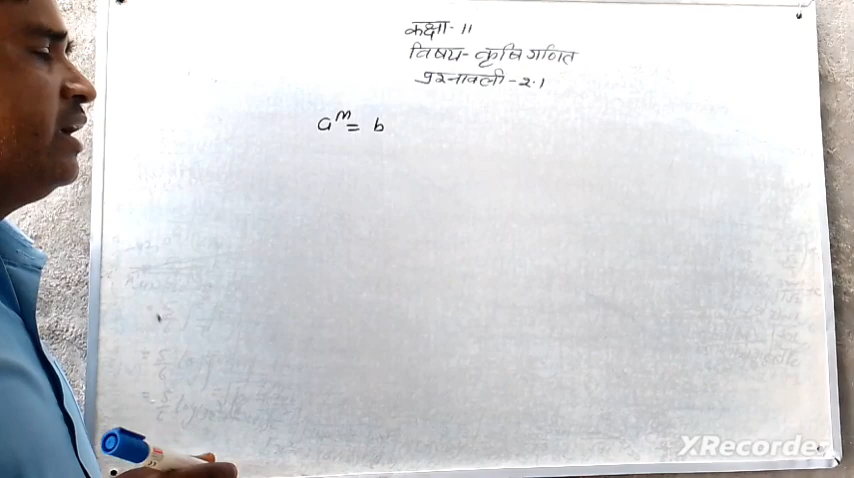 कक्षा- 11
विषय- कृषि गणित
प्रश्नावली - 2.1
a^m = b
XRecorder